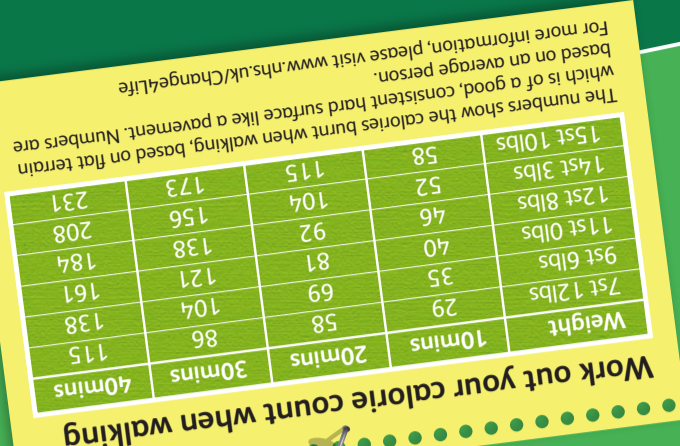 Work out your calorie count when walking
Weight 10mins 20mins 30mins 40mins
7st 12lbs 29 58 86 115
9st 6lbs 35 69 104 138
11st 0lbs 40 81 121 161
12st 8lbs 46 92 138 184
14st 3lbs 52 104 156 208
15st 10lbs 58 115 173 231
The numbers show the calories burnt when walking, based on flat terrain
which is of a good, consistent hard surface like a pavement. Numbers are
based on an average person.
For more information, please visit www.nhs.uk/Change4Life